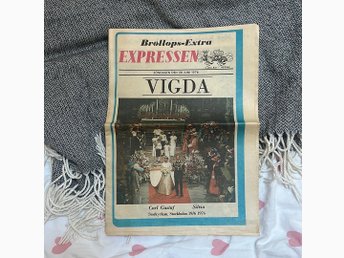 Bröllops-Extra
EXPRESSEN
VIGDA
Carl Gustaf Silvia
Storkyrkan, Stockholm 19/6 1976